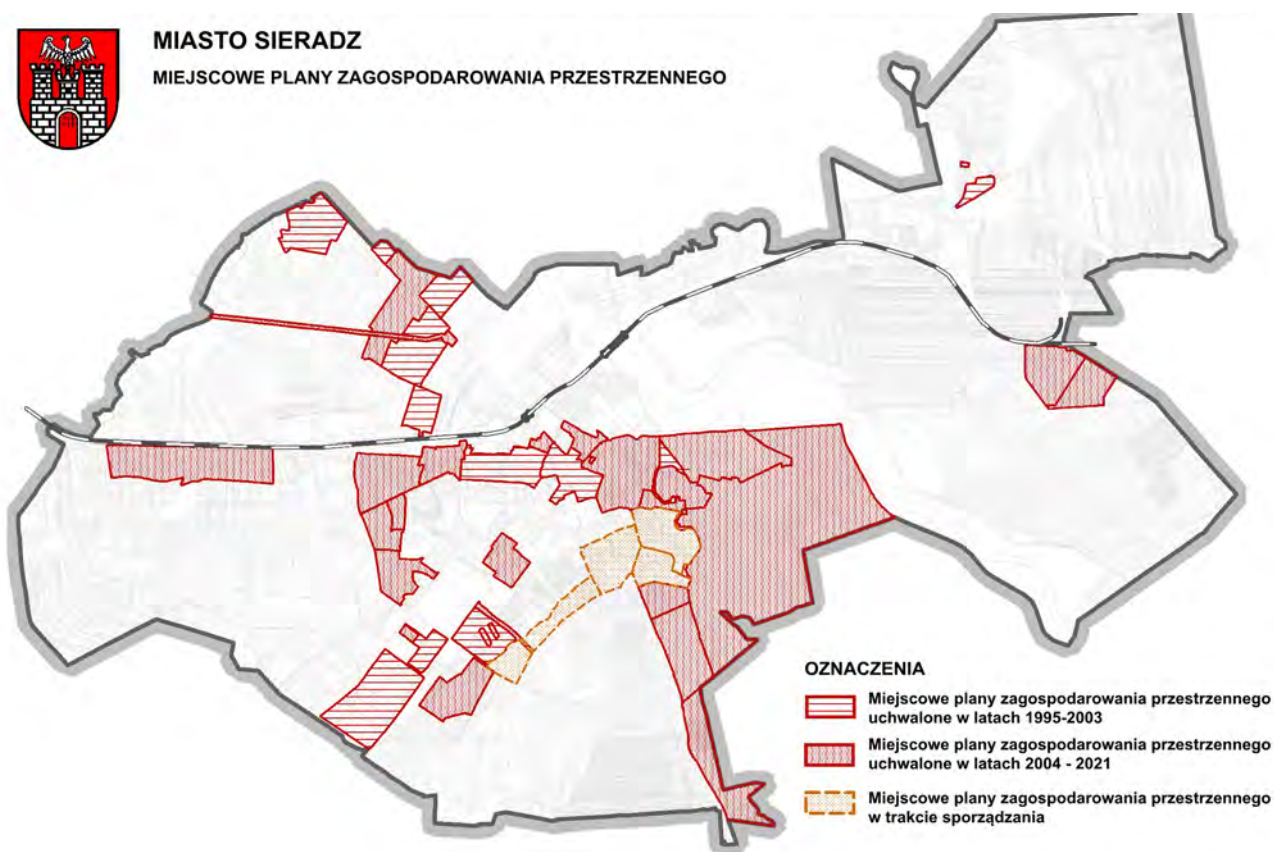 MIASTO SIERADZ
MIEJSCOWE PLANY ZAGOSPODAROWANIA PRZESTRZENNEGO
OZNACZENIA
Miejscowe plany zagospodarowania przestrzennego
uchwalone w latach 1995-2003
Miejscowe plany zagospodarowania przestrzennego
uchwalone w latach 2004 - 2021
Miejscowe plany zagospodarowania przestrzennego
w trakcie sporządzania